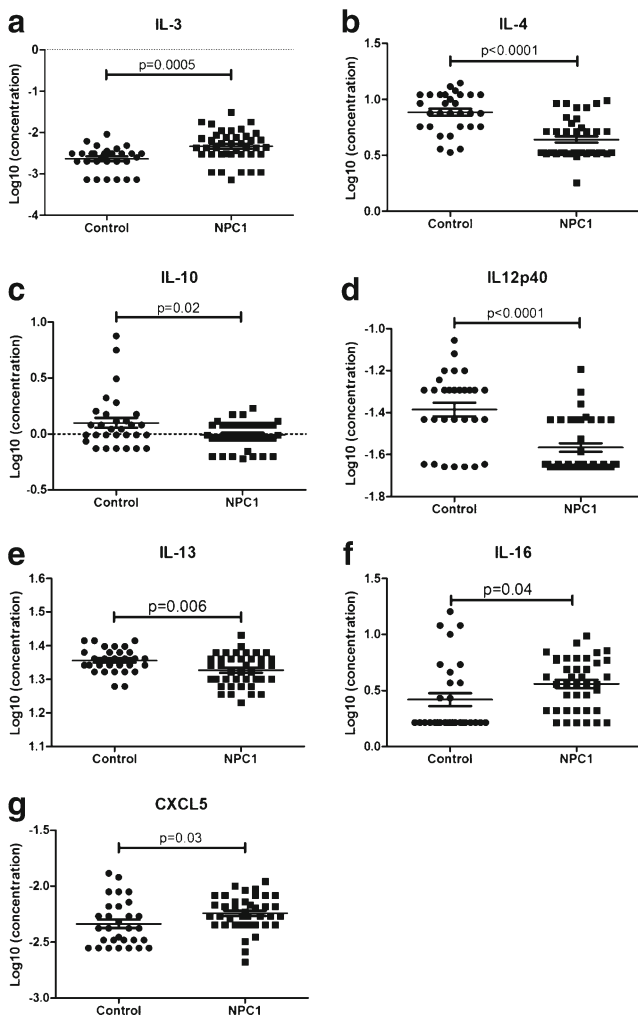 a
IL-3
p=0.0005
0
-1
-2
-3
-4
Log10 (concentration)
Control NPC1
b
IL-4
p<0.0001
1.5
1.0
0.5
0.0
Log10 (concentration)
Control NPC1
c
IL-10
p=0.02
1.0
0.5
0.0
-0.5
Log10 (concentration)
Control NPC1
d
IL12p40
p<0.0001
-1.0
-1.2
-1.4
-1.6
-1.8
Log10 (concentration)
Control NPC1
e
IL-13
p=0.006
1.6
1.5
1.4
1.3
1.2
1.1
Log10 (concentration)
Control NPC1
f
IL-16
p=0.04
1.5
1.0
0.5
0.0
Log10 (concentration)
Control NPC1
g
CXCL5
p=0.03
-1.5
-2.0
-2.5
-3.0
Log10 (concentration)
Control NPC1